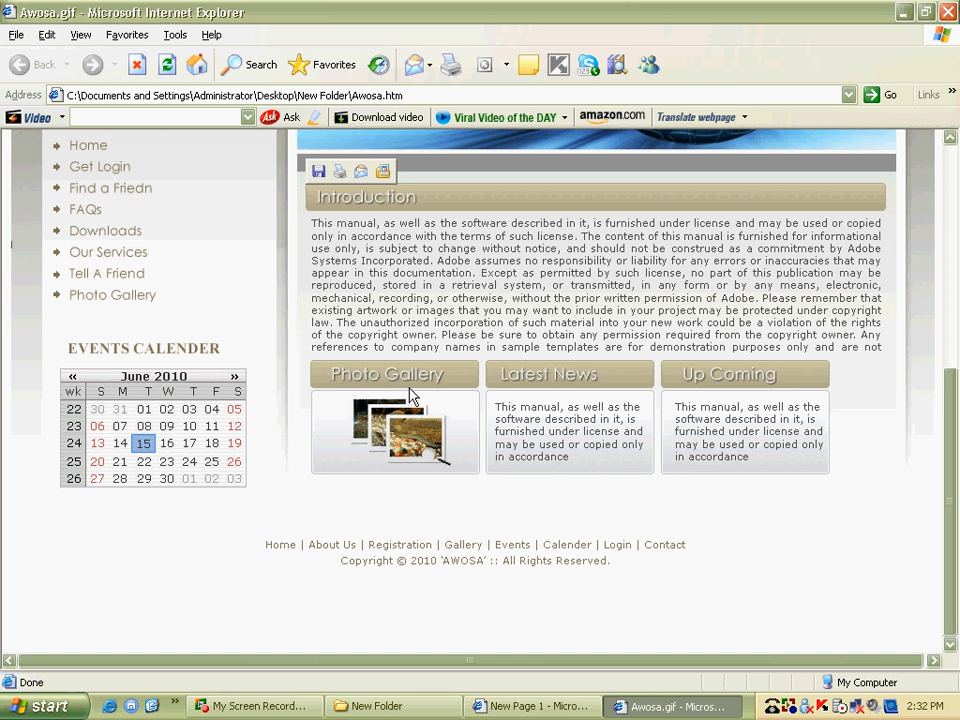 Awosa.gif - Microsoft Internet Explorer
File Edit View Favorites Tools Help
Back Search Favorites
Address C:\Documents and Settings\Administrator\Desktop\New Folder\Awosa.htm Go Links »
Video Ask Ask Download video Viral Video of the DAY amazon.com Translate webpage
Home
Get Login
Find a Friedn
FAQs
Downloads
Our Services
Tell A Friend
Photo Gallery
EVENTS CALENDER
« June 2010 »
wk S M T W T F S
22 30 31 01 02 03 04 05
23 06 07 08 09 10 11 12
24 13 14 15 16 17 18 19
25 20 21 22 23 24 25 26
26 27 28 29 30 01 02 03
Introduction
This manual, as well as the software described in it, is furnished under license and may be used or copied
only in accordance with the terms of such license. The content of this manual is furnished for informational
use only, is subject to change without notice, and should not be construed as a commitment by Adobe
Systems Incorporated. Adobe assumes no responsibility or liability for any errors or inaccuracies that may
appear in this documentation. Except as permitted by such license, no part of this publication may be
reproduced, stored in a retrieval system, or transmitted, in any form or by any means, electronic,
mechanical, recording, or otherwise, without the prior written permission of Adobe. Please remember that
existing artwork or images that you may want to include in your project may be protected under copyright
law. The unauthorized incorporation of such material into your new work could be a violation of the rights
of the copyright owner. Please be sure to obtain any permission required from the copyright owner. Any
references to company names in sample templates are for demonstration purposes only and are not
Photo Gallery
Latest News
This manual, as well as the
software described in it, is
furnished under license and
may be used or copied only
in accordance
Up Coming
This manual, as well as the
software described in it, is
furnished under license and
may be used or copied only
in accordance
Home | About Us | Registration | Gallery | Events | Calender | Login | Contact
Copyright © 2010 'AWOSA' :: All Rights Reserved.
Done My Computer
start » My Screen Record... New Folder New Page 1 - Micro... Awosa.gif - Micros... 2:32 PM